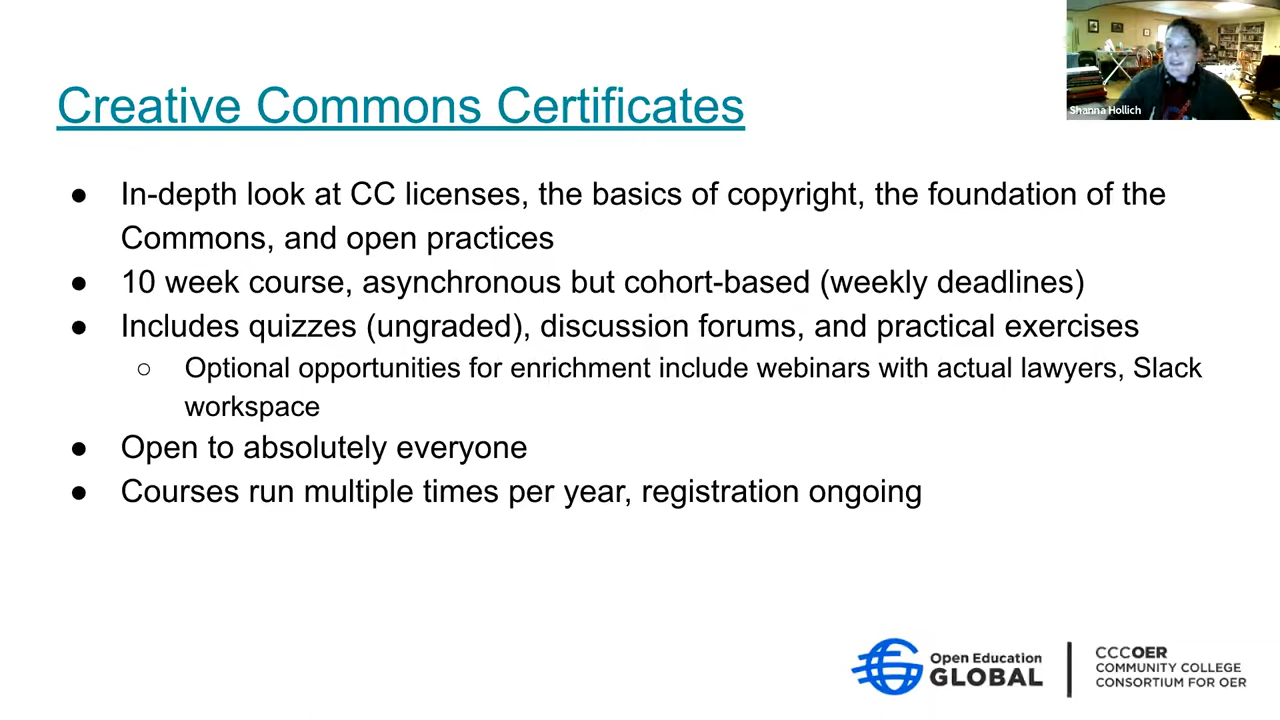 Creative Commons Certificates
Shanna Hollich
● In-depth look at CC licenses, the basics of copyright, the foundation of the
Commons, and open practices
● 10 week course, asynchronous but cohort-based (weekly deadlines)
● Includes quizzes (ungraded), discussion forums, and practical exercises
○ Optional opportunities for enrichment include webinars with actual lawyers, Slack
workspace
● Open to absolutely everyone
● Courses run multiple times per year, registration ongoing
Open Education
GLOBAL
CCCOER
COMMUNITY COLLEGE
CONSORTIUM FOR OER